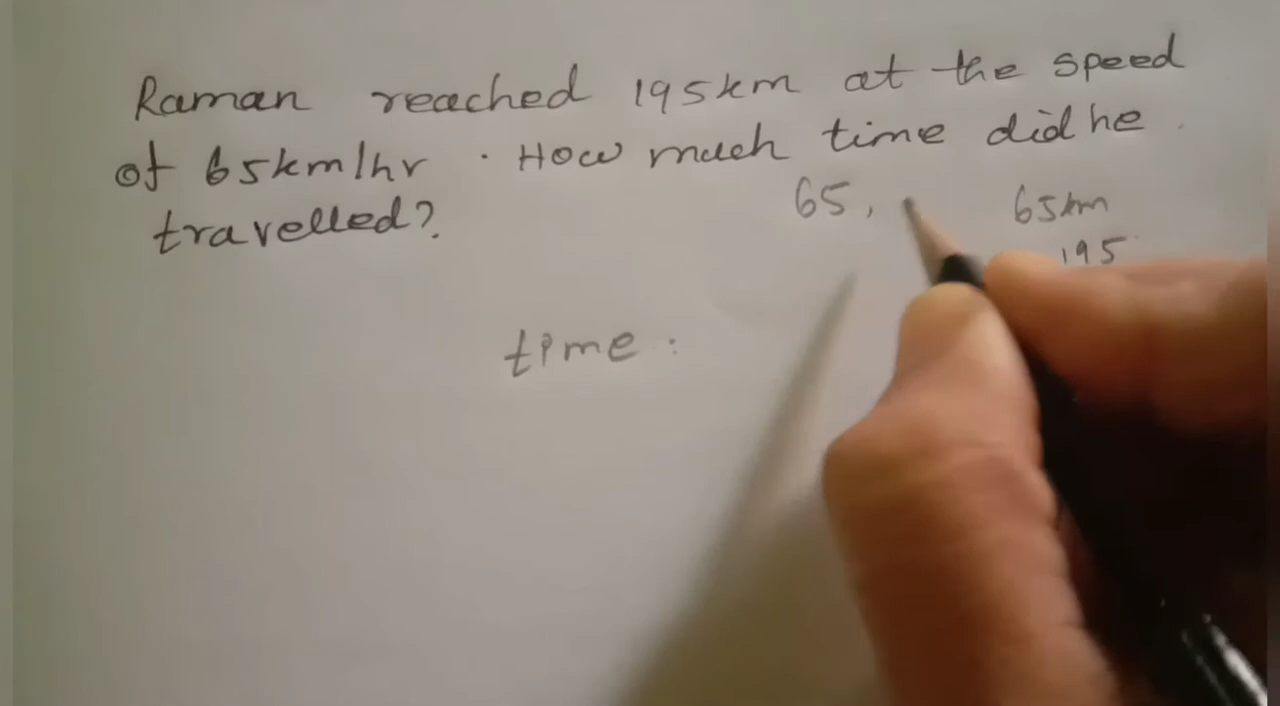 Raman reached 195km at the speed
of 65km/hr . How much time did he
travelled?
65,
65km
195
time :